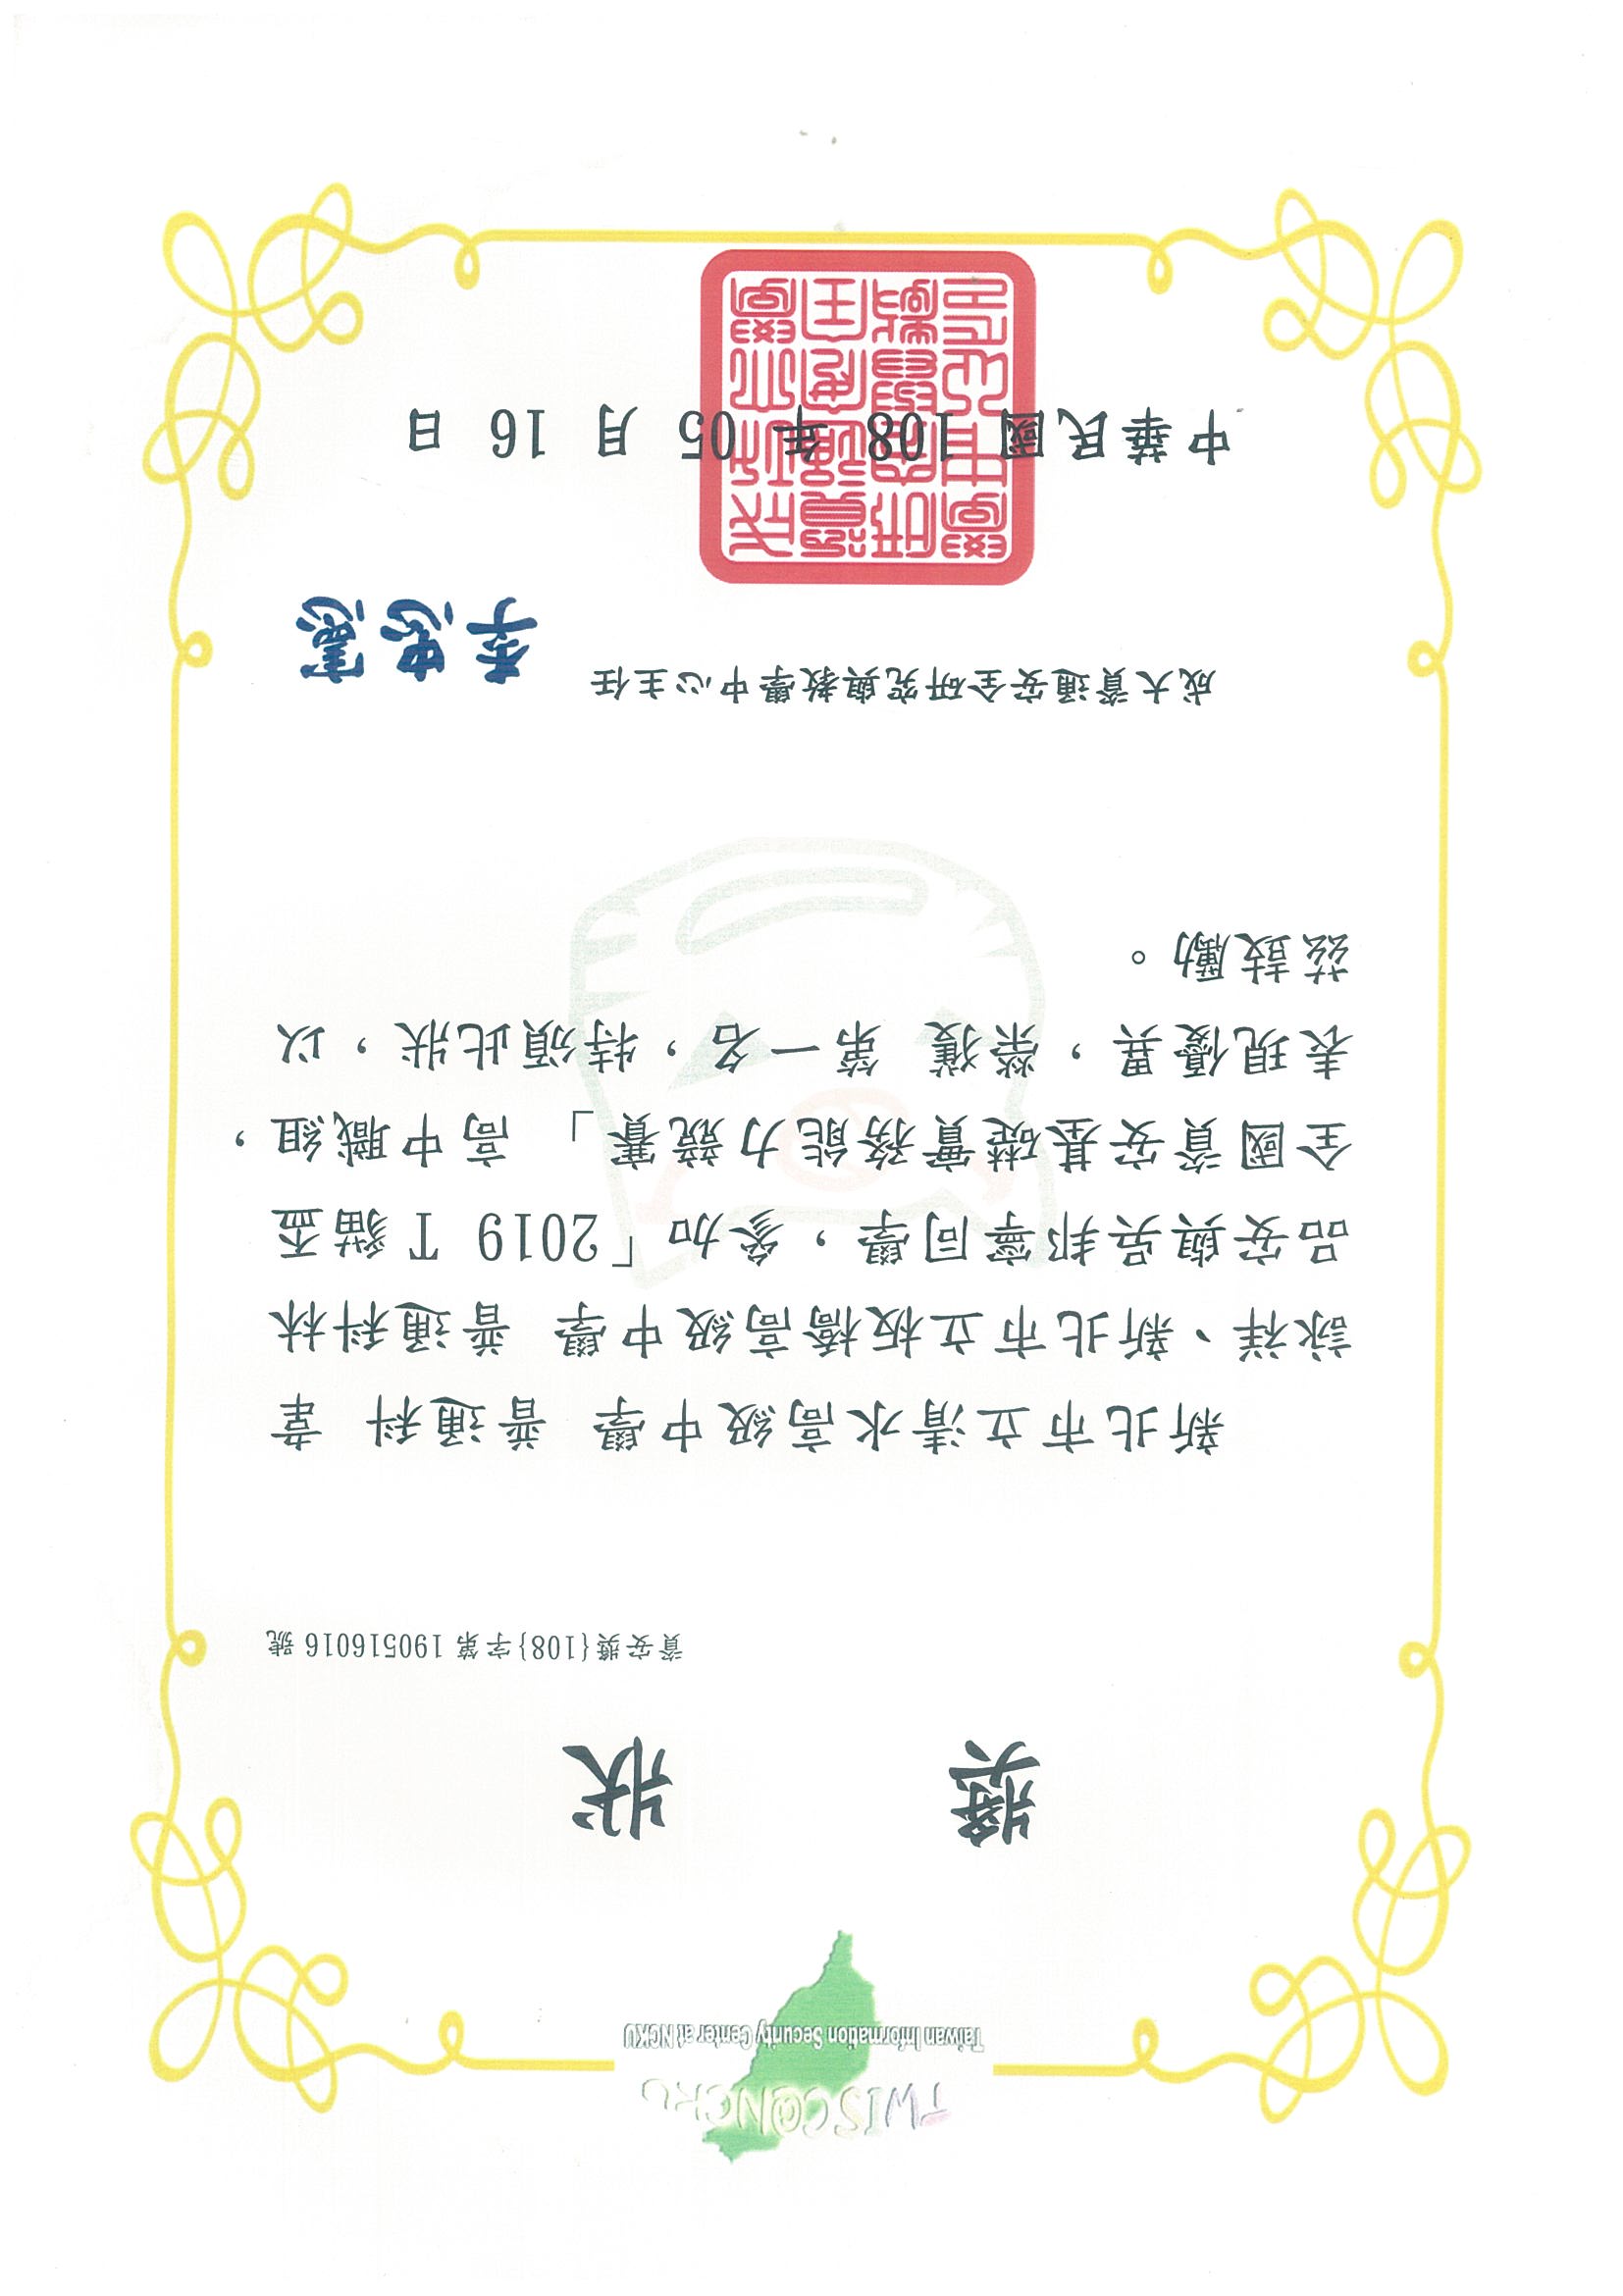 TWISC@NCKU
Taiwan Information Security Center at NCKU
獎 狀
資安獎{108}字第 190516016 號
新北市立清水高級中學 普通科 韋
詠祥、新北市立板橋高級中學 普通科林
品安與吳邦寧同學，參加「2019 T 貓盃
全國資安基礎實務能力競賽」 高中職組，
表現優異，榮獲 第一名，特頒此狀，以
茲鼓勵。
成大資通安全研究與教學中心主任
李忠憲
中華民國 108 年 05 月 16 日